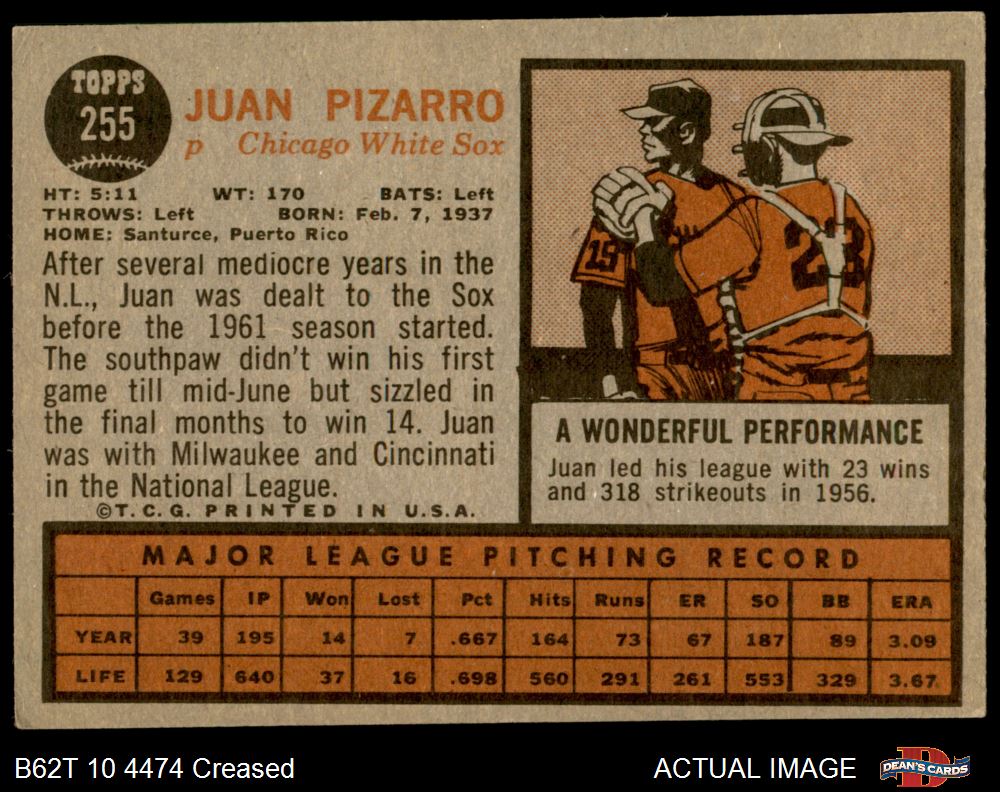 TOPPS
255
JUAN PIZARRO
p Chicago White Sox
HT: 5:11 WT: 170 BATS: Left
THROWS: Left BORN: Feb. 7, 1937
HOME: Santurce, Puerto Rico
After several mediocre years in the
N.L., Juan was dealt to the Sox
before the 1961 season started.
The southpaw didn't win his first
game till mid-June but sizzled in
the final months to win 14. Juan
was with Milwaukee and Cincinnati
in the National League.
©T.C.G. PRINTED IN U.S.A.
19
23
A WONDERFUL PERFORMANCE
Juan led his league with 23 wins
and 318 strikeouts in 1956.
MAJOR LEAGUE PITCHING RECORD
Games IP Won Lost Pct Hits Runs ER SO BB ERA
YEAR 39 195 14 7 .667 164 73 67 187 89 3.09
LIFE 129 640 37 16 .698 560 291 261 553 329 3.67
B62T 10 4474 Creased
ACTUAL IMAGE
DEAN'S CARDS